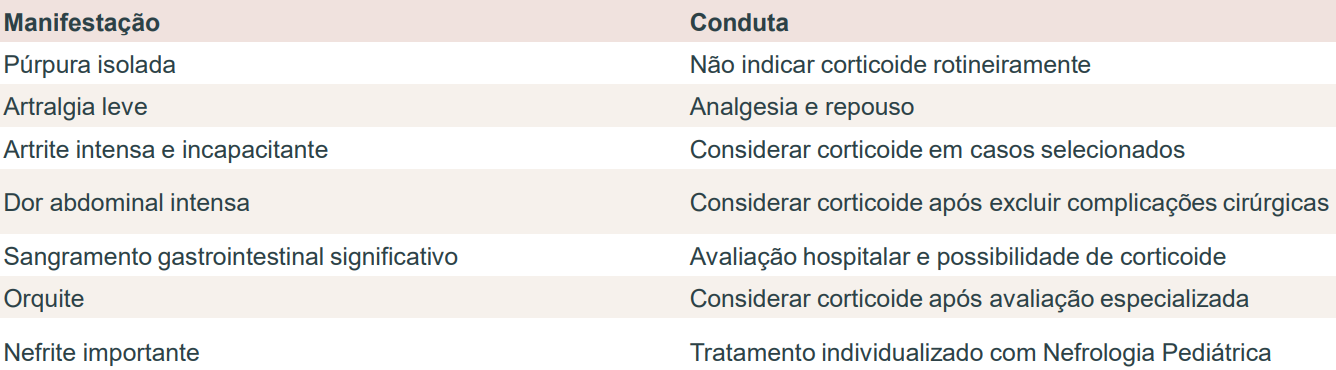 Manifestação Conduta
Púrpura isolada Não indicar corticoide rotineiramente
Artralgia leve Analgesia e repouso
Artrite intensa e incapacitante Considerar corticoide em casos selecionados
Dor abdominal intensa Considerar corticoide após excluir complicações cirúrgicas
Sangramento gastrointestinal significativo Avaliação hospitalar e possibilidade de corticoide
Orquite Considerar corticoide após avaliação especializada
Nefrite importante Tratamento individualizado com Nefrologia Pediátrica